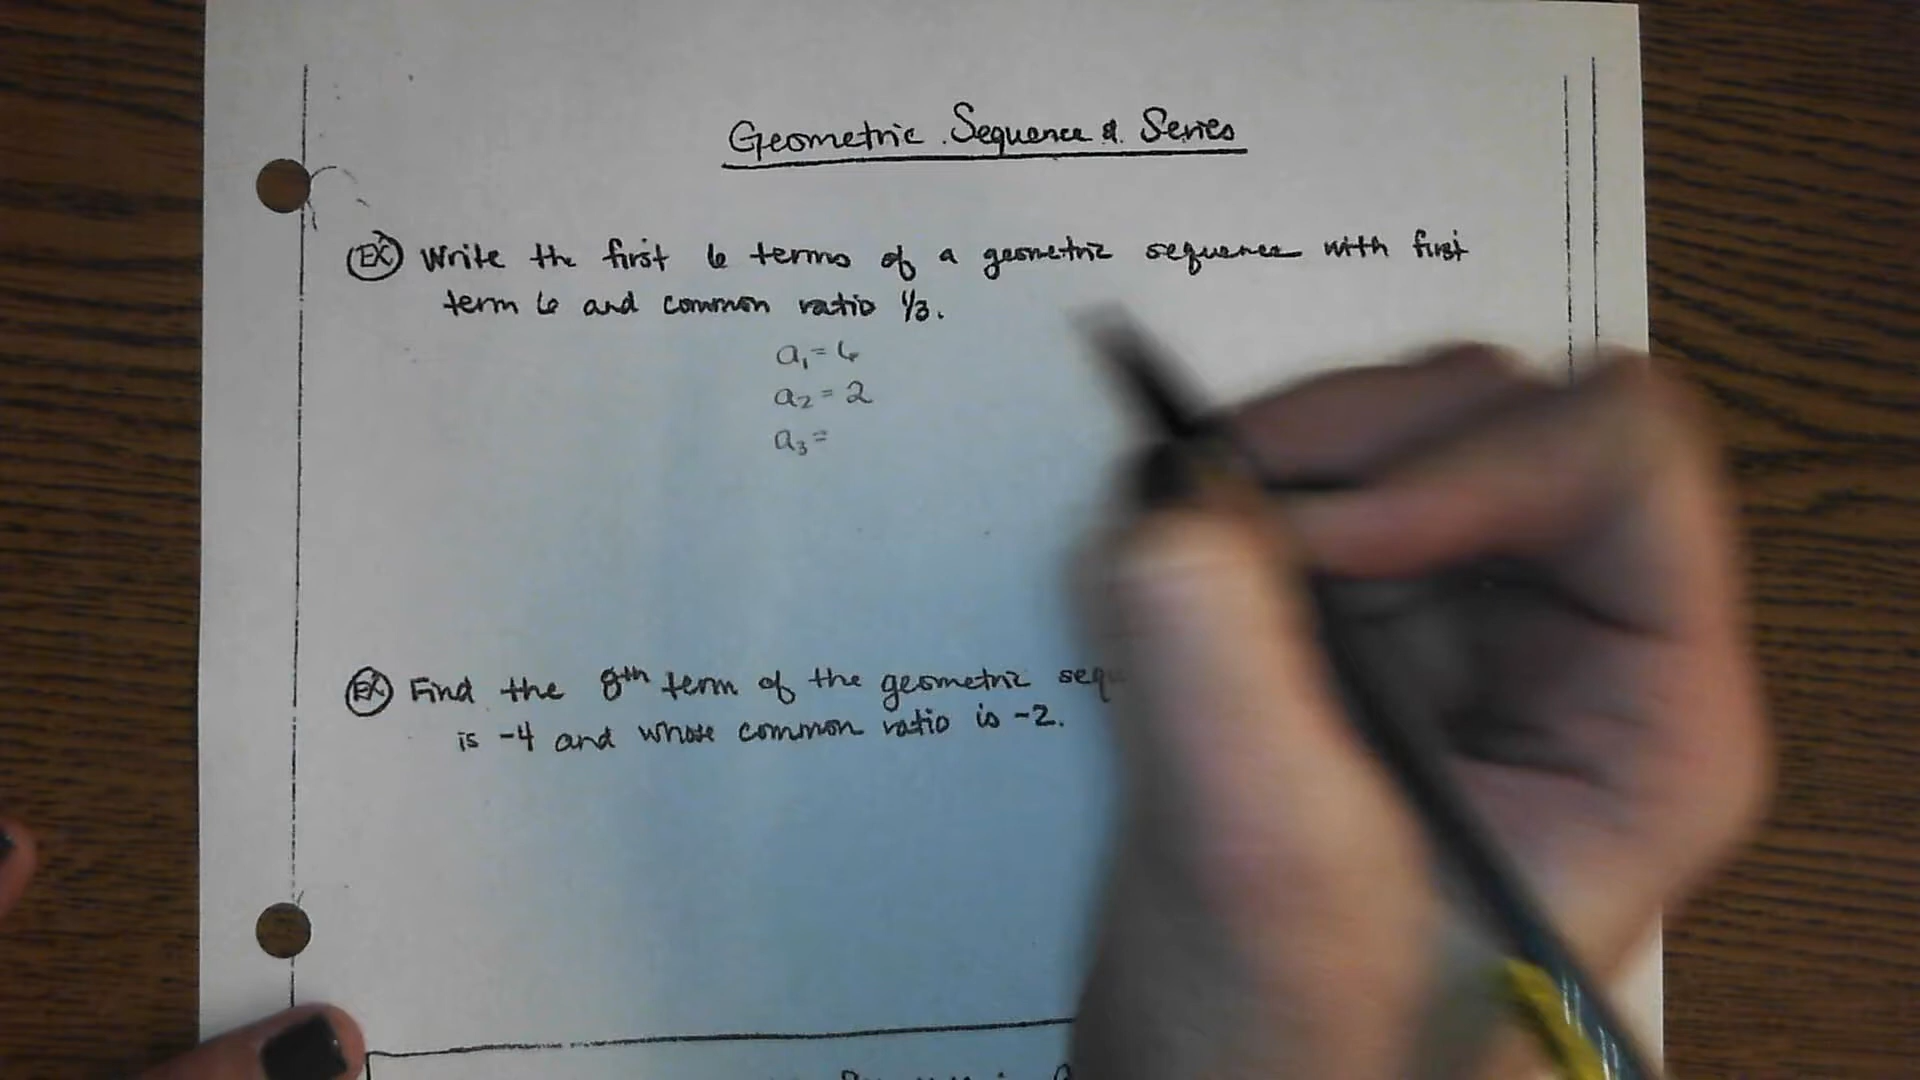 Geometric Sequence & Series
EX Write the first 6 terms of a geometric sequence with first
term 6 and common ratio 1/3.
a₁ = 6
a₂ = 2
a₃ =
EX Find the 8th term of the geometric
is -4 and whose common ratio is -2.